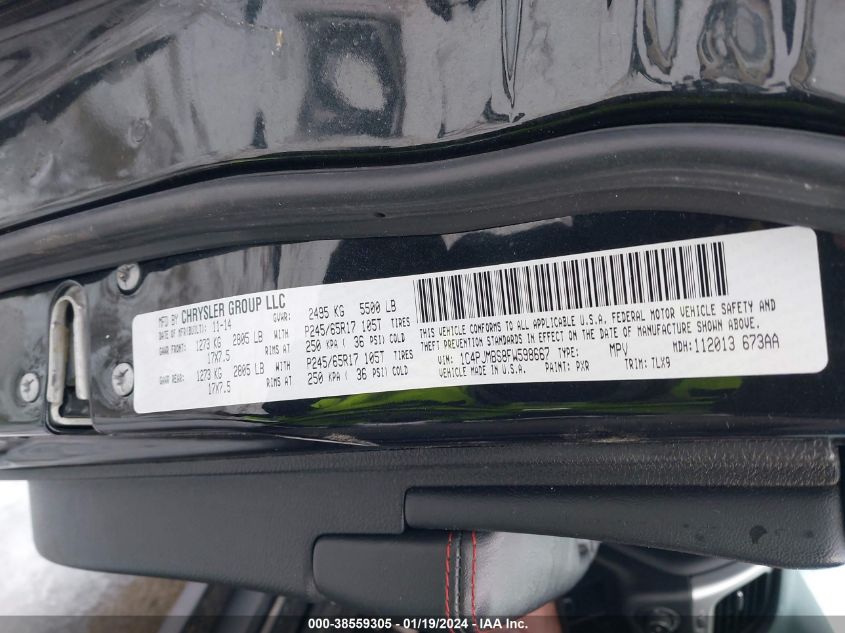 MFD BY CHRYSLER GROUP LLC
DATE OF MFR(BUILT): 11-14 GVWR: 2495 KG 5500 LB
GAWR FRONT: 1273 KG 2805 LB WITH P245/65R17 105T TIRES
17X7.5 RIMS AT 250 KPA ( 36 PSI) COLD
GAWR REAR: 1273 KG 2805 LB WITH P245/65R17 105T TIRES
17X7.5 RIMS AT 250 KPA ( 36 PSI) COLD
THIS VEHICLE CONFORMS TO ALL APPLICABLE U.S.A. FEDERAL MOTOR VEHICLE SAFETY AND
THEFT PREVENTION STANDARDS IN EFFECT ON THE DATE OF MANUFACTURE SHOWN ABOVE.
VIN: 1C4PJMBS8FW598667 TYPE: MPV MDH: 112013 673AA
VEHICLE MADE IN U.S.A. PAINT: PXR TRIM: TLX9
000-38559305 - 01/19/2024 - IAA Inc.